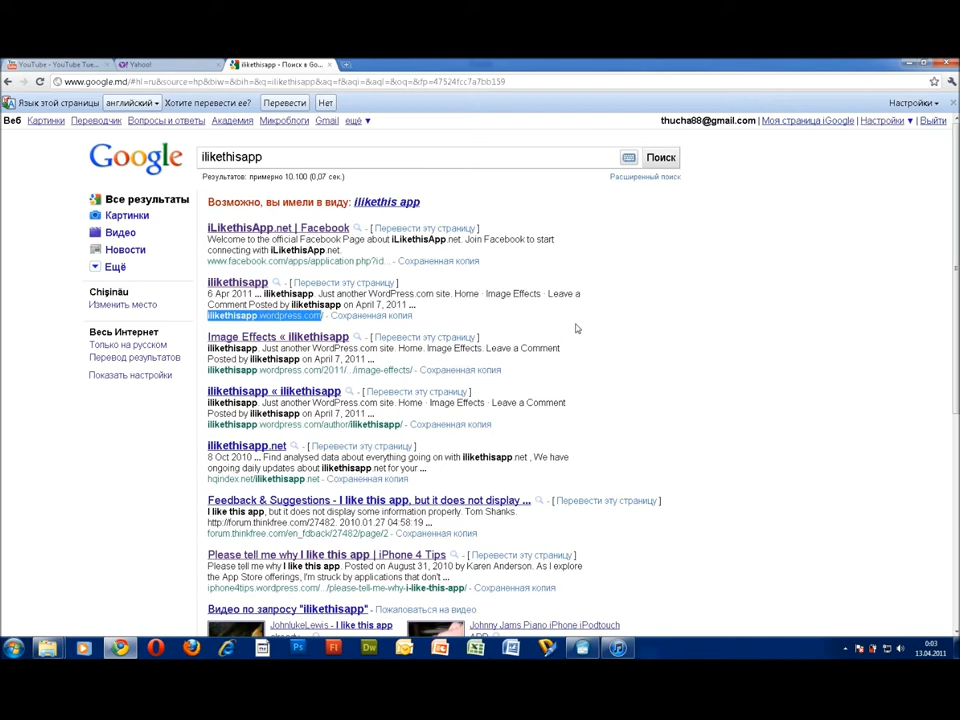 YouTube - YouTube Tue...
Yahoo!
ilikethisapp - Поиск в Go...
www.google.md/#hl=ru&source=hp&biw=&bih=&q=ilikethisapp&aq=f&aqi=&aql=&oq=&fp=47524fcc7a7bb159
Язык этой страницы английский Хотите перевести ее? Перевести Нет Настройки
Веб Картинки Переводчик Вопросы и ответы Академия Микроблоги Gmail ещё ▼ thucha88@gmail.com | Моя страница iGoogle | Настройки ▼ | Выйти
Google ilikethisapp Поиск
Результатов: примерно 10.100 (0,07 сек.) Расширенный поиск
Все результаты
Картинки
Видео
Новости
Ещё
Chişinău
Изменить место
Весь Интернет
Только на русском
Перевод результатов
Показать настройки
Возможно, вы имели в виду: ilikethis app
iLikethisApp.net | Facebook - [ Перевести эту страницу ]
Welcome to the official Facebook Page about iLikethisApp.net. Join Facebook to start
connecting with iLikethisApp.net.
www.facebook.com/apps/application.php?id... - Сохраненная копия
ilikethisapp - [ Перевести эту страницу ]
6 Apr 2011 ... ilikethisapp. Just another WordPress.com site. Home · Image Effects · Leave a
Comment Posted by ilikethisapp on April 7, 2011 ...
ilikethisapp.wordpress.com/ - Сохраненная копия
Image Effects « ilikethisapp - [ Перевести эту страницу ]
ilikethisapp. Just another WordPress.com site. Home. Image Effects. Leave a Comment
Posted by ilikethisapp on April 7, 2011 ...
ilikethisapp.wordpress.com/2011/.../image-effects/ - Сохраненная копия
ilikethisapp « ilikethisapp - [ Перевести эту страницу ]
ilikethisapp. Just another WordPress.com site. Home · Image Effects · Leave a Comment
Posted by ilikethisapp on April 7, 2011 ...
ilikethisapp.wordpress.com/author/ilikethisapp/ - Сохраненная копия
ilikethisapp.net - [ Перевести эту страницу ]
8 Oct 2010 ... Find analysed data about everything going on with ilikethisapp.net , We have
ongoing daily updates about ilikethisapp.net for your ...
hqindex.net/ilikethisapp.net - Сохраненная копия
Feedback & Suggestions - I like this app, but it does not display ... - [ Перевести эту страницу ]
I like this app, but it does not display some information properly. Tom Shanks.
http://forum.thinkfree.com/27482. 2010.01.27 04:58:19 ...
forum.thinkfree.com/en_fdback/27482/page/2 - Сохраненная копия
Please tell me why I like this app | iPhone 4 Tips - [ Перевести эту страницу ]
Please tell me why I like this app. Posted on August 31, 2010 by Karen Anderson. As I explore
the App Store offerings, I'm struck by applications that don't ...
iphone4tips.wordpress.com/.../please-tell-me-why-i-like-this-app/ - Сохраненная копия
Видео по запросу "ilikethisapp" - Пожаловаться на видео
JohnlukeLewis - I like this app
Johnny Jams Piano iPhone iPodtouch
0:03
13.04.2011